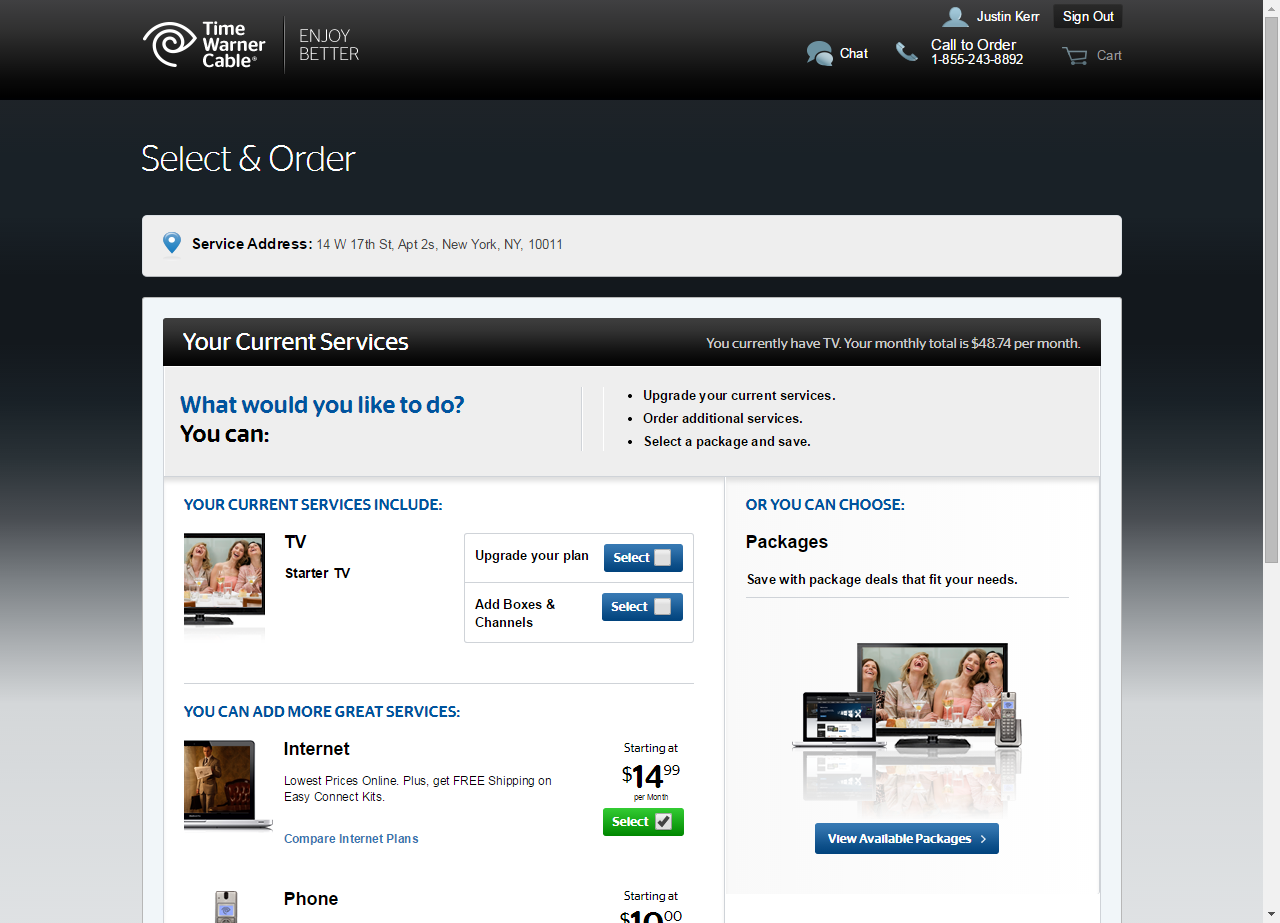 Time
Warner
Cable®
ENJOY
BETTER
Justin Kerr
Sign Out
Chat
Call to Order
1-855-243-8892
Cart
Select & Order
Service Address: 14 W 17th St, Apt 2s, New York, NY, 10011
Your Current Services
You currently have TV. Your monthly total is $48.74 per month.
What would you like to do?
You can:
• Upgrade your current services.
• Order additional services.
• Select a package and save.
YOUR CURRENT SERVICES INCLUDE:
TV
Starter TV
Upgrade your plan
Select
Add Boxes &
Channels
Select
YOU CAN ADD MORE GREAT SERVICES:
Internet
Lowest Prices Online. Plus, get FREE Shipping on
Easy Connect Kits.
Compare Internet Plans
Starting at
$14.99
per Month
Select
Phone
Starting at
$10.00
OR YOU CAN CHOOSE:
Packages
Save with package deals that fit your needs.
View Available Packages >